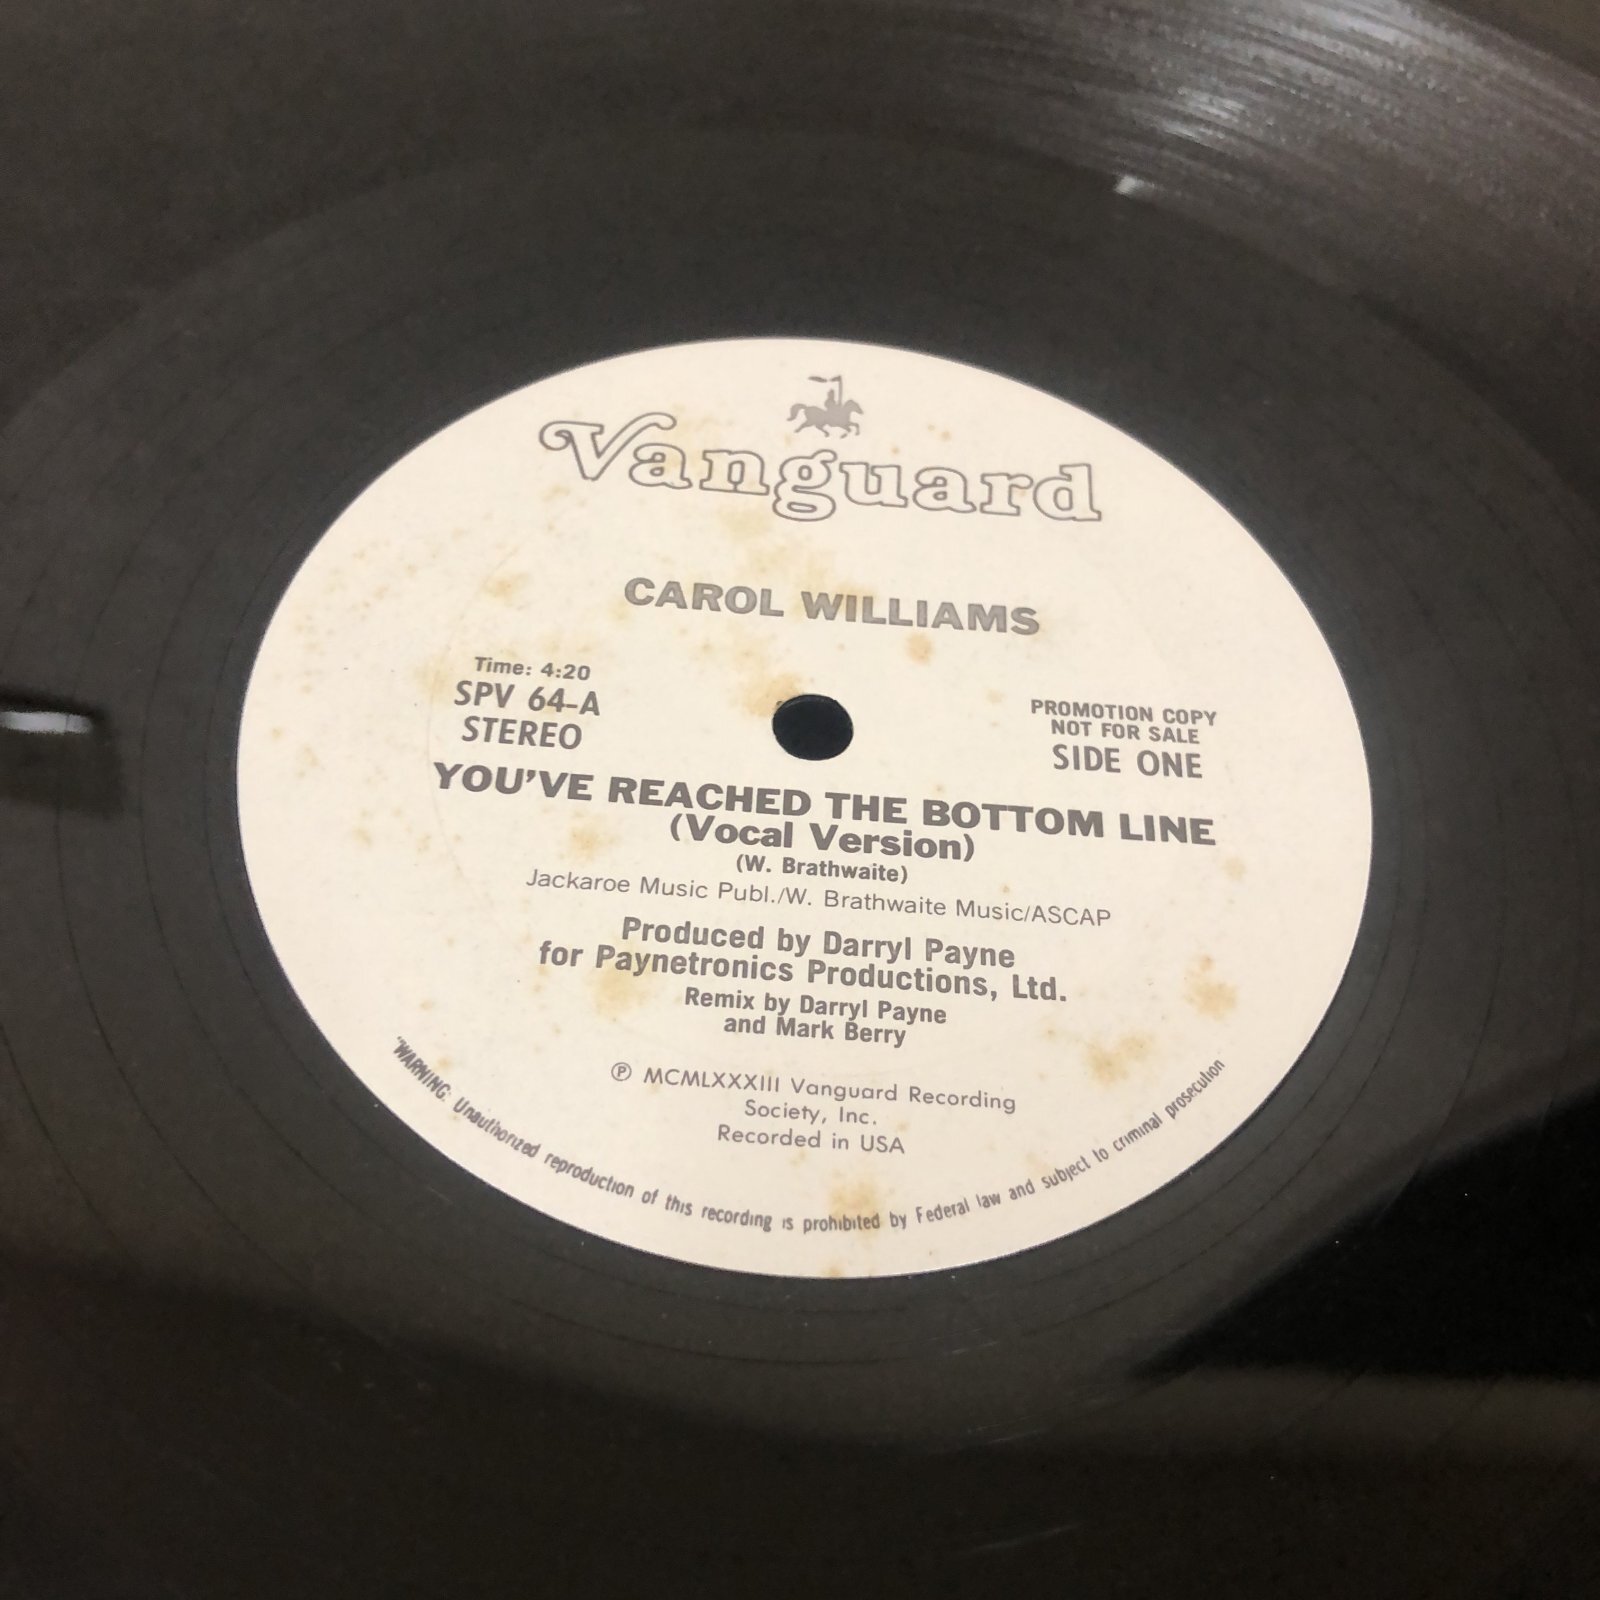 Vanguard
CAROL WILLIAMS
Time: 4:20
SPV 64-A
STEREO
PROMOTION COPY
NOT FOR SALE
SIDE ONE
YOU'VE REACHED THE BOTTOM LINE
(Vocal Version)
(W. Brathwaite)
Jackaroe Music Publ./W. Brathwaite Music/ASCAP
Produced by Darryl Payne
for Paynetronics Productions, Ltd.
Remix by Darryl Payne
and Mark Berry
℗ MCMLXXXIII Vanguard Recording
Society, Inc.
Recorded in USA
"WARNING: Unauthorized reproduction of this recording is prohibited by Federal law and subject to criminal prosecution